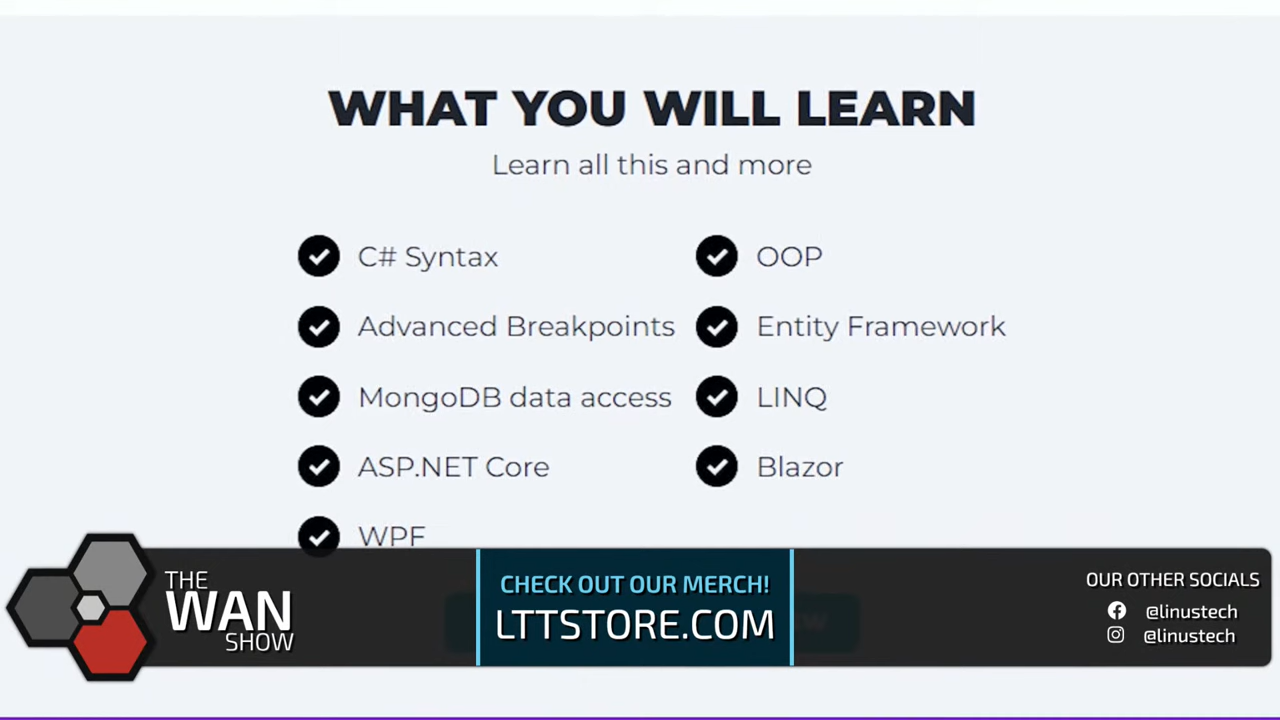 WHAT YOU WILL LEARN
Learn all this and more
C# Syntax
OOP
Advanced Breakpoints
Entity Framework
MongoDB data access
LINQ
ASP.NET Core
Blazor
WPF
THE
WAN
SHOW
CHECK OUT OUR MERCH!
LTTSTORE.COM
OUR OTHER SOCIALS
@linustech
@linustech